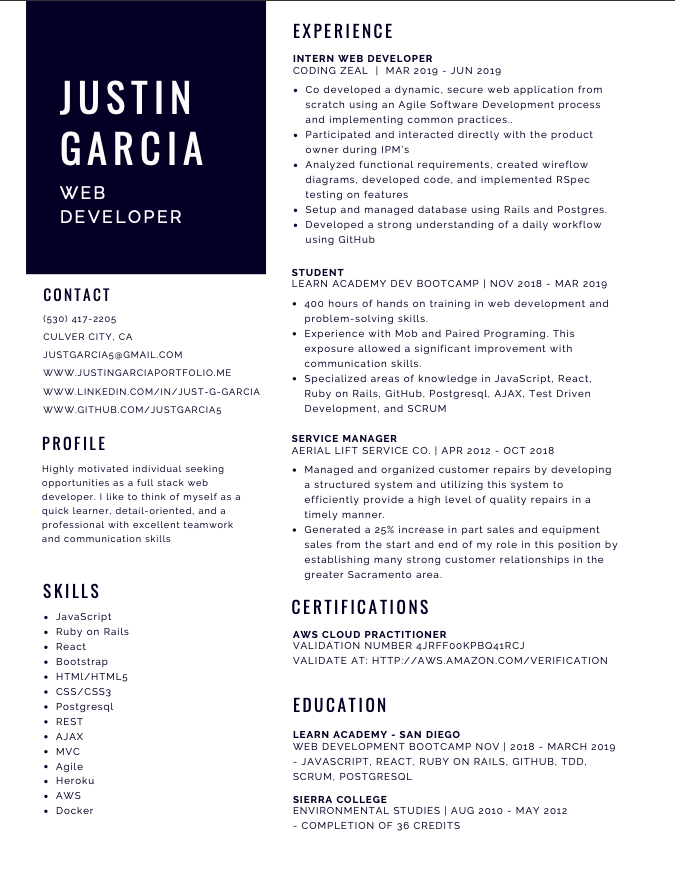 JUSTIN
GARCIA
WEB
DEVELOPER
CONTACT
(530) 417-2205
CULVER CITY, CA
JUSTGARCIA5@GMAIL.COM
WWW.JUSTINGARCIAPORTFOLIO.ME
WWW.LINKEDIN.COM/IN/JUST-G-GARCIA
WWW.GITHUB.COM/JUSTGARCIA5
PROFILE
Highly motivated individual seeking
opportunities as a full stack web
developer. I like to think of myself as a
quick learner, detail-oriented, and a
professional with excellent teamwork
and communication skills
SKILLS
• JavaScript
• Ruby on Rails
• React
• Bootstrap
• HTMl/HTML5
• CSS/CSS3
• Postgresql
• REST
• AJAX
• MVC
• Agile
• Heroku
• AWS
• Docker
EXPERIENCE
INTERN WEB DEVELOPER
CODING ZEAL | MAR 2019 - JUN 2019
• Co developed a dynamic, secure web application from
scratch using an Agile Software Development process
and implementing common practices..
• Participated and interacted directly with the product
owner during IPM's
• Analyzed functional requirements, created wireflow
diagrams, developed code, and implemented RSpec
testing on features
• Setup and managed database using Rails and Postgres.
• Developed a strong understanding of a daily workflow
using GitHub
STUDENT
LEARN ACADEMY DEV BOOTCAMP | NOV 2018 - MAR 2019
• 400 hours of hands on training in web development and
problem-solving skills.
• Experience with Mob and Paired Programing. This
exposure allowed a significant improvement with
communication skills.
• Specialized areas of knowledge in JavaScript, React,
Ruby on Rails, GitHub, Postgresql, AJAX, Test Driven
Development, and SCRUM
SERVICE MANAGER
AERIAL LIFT SERVICE CO. | APR 2012 - OCT 2018
• Managed and organized customer repairs by developing
a structured system and utilizing this system to
efficiently provide a high level of quality repairs in a
timely manner.
• Generated a 25% increase in part sales and equipment
sales from the start and end of my role in this position by
establishing many strong customer relationships in the
greater Sacramento area.
CERTIFICATIONS
AWS CLOUD PRACTITIONER
VALIDATION NUMBER 4JRFF00KPBQ41RCJ
VALIDATE AT: HTTP://AWS.AMAZON.COM/VERIFICATION
EDUCATION
LEARN ACADEMY - SAN DIEGO
WEB DEVELOPMENT BOOTCAMP NOV | 2018 - MARCH 2019
- JAVASCRIPT, REACT, RUBY ON RAILS, GITHUB, TDD,
SCRUM, POSTGRESQL
SIERRA COLLEGE
ENVIRONMENTAL STUDIES | AUG 2010 - MAY 2012
- COMPLETION OF 36 CREDITS